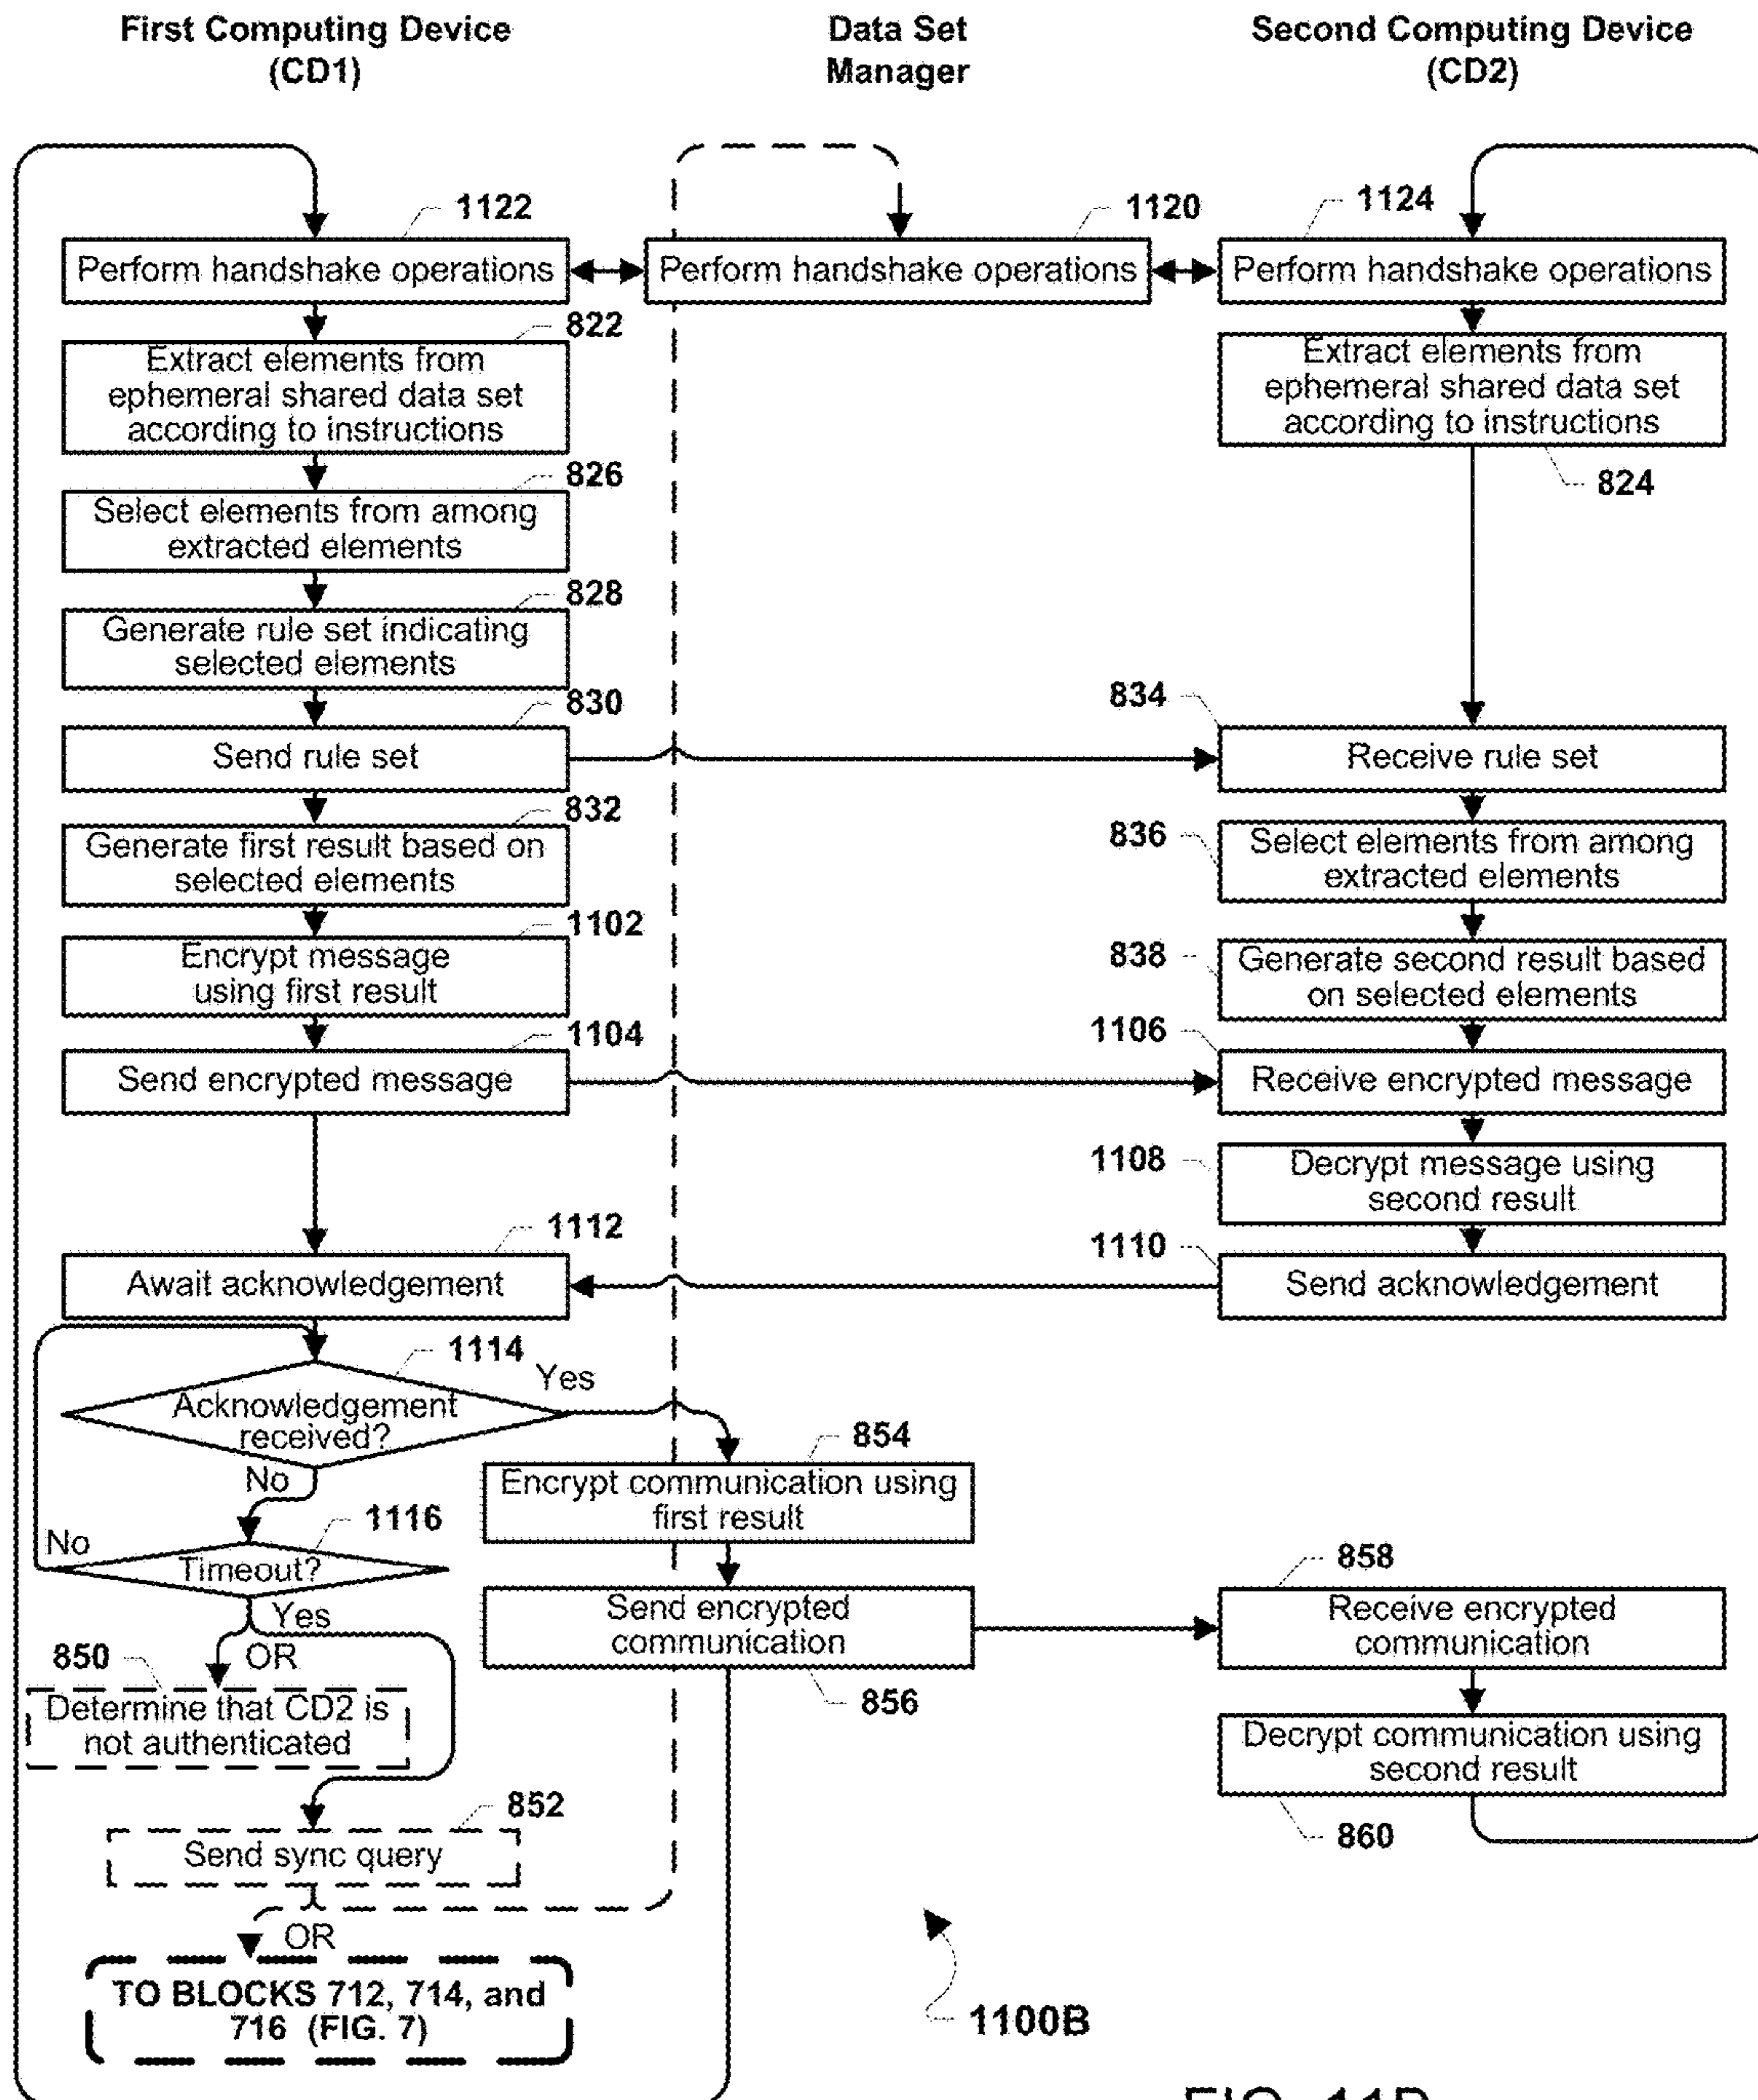 First Computing Device
(CD1)
Data Set
Manager
Second Computing Device
(CD2)
1122
1120
1124
Perform handshake operations
Perform handshake operations
Perform handshake operations
822
Extract elements from
ephemeral shared data set
according to instructions
Extract elements from
ephemeral shared data set
according to instructions
824
826
Select elements from among
extracted elements
828
Generate rule set indicating
selected elements
830
Send rule set
834
Receive rule set
832
Generate first result based on
selected elements
836
Select elements from among
extracted elements
1102
Encrypt message
using first result
838
Generate second result based
on selected elements
1104
Send encrypted message
1106
Receive encrypted message
1108
Decrypt message using
second result
1112
Await acknowledgement
1110
Send acknowledgement
1114
Yes
Acknowledgement
received?
No
854
Encrypt communication using
first result
1116
No
Timeout?
Yes
OR
Send encrypted
communication
856
858
Receive encrypted
communication
850
Determine that CD2 is
not authenticated
Decrypt communication using
second result
860
852
Send sync query
OR
TO BLOCKS 712, 714, and
716 (FIG. 7)
1100B
FIG. 11B